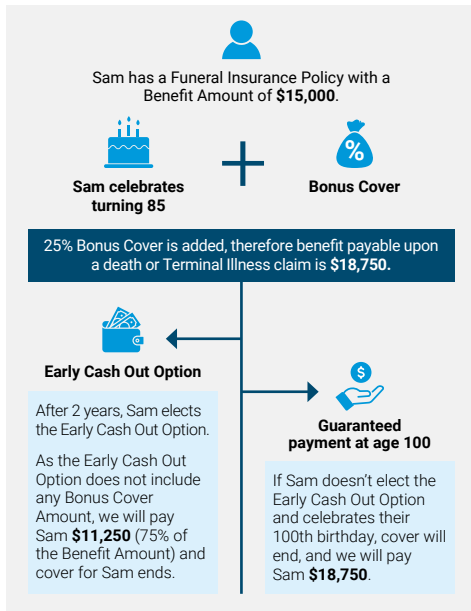 Sam has a Funeral Insurance Policy with a
Benefit Amount of $15,000.
Sam celebrates
turning 85
%
Bonus Cover
25% Bonus Cover is added, therefore benefit payable upon
a death or Terminal Illness claim is $18,750.
Early Cash Out Option
After 2 years, Sam elects
the Early Cash Out Option.
As the Early Cash Out
Option does not include
any Bonus Cover
Amount, we will pay
Sam $11,250 (75% of
the Benefit Amount) and
cover for Sam ends.
$
Guaranteed
payment at age 100
If Sam doesn't elect the
Early Cash Out Option
and celebrates their
100th birthday, cover will
end, and we will pay
Sam $18,750.